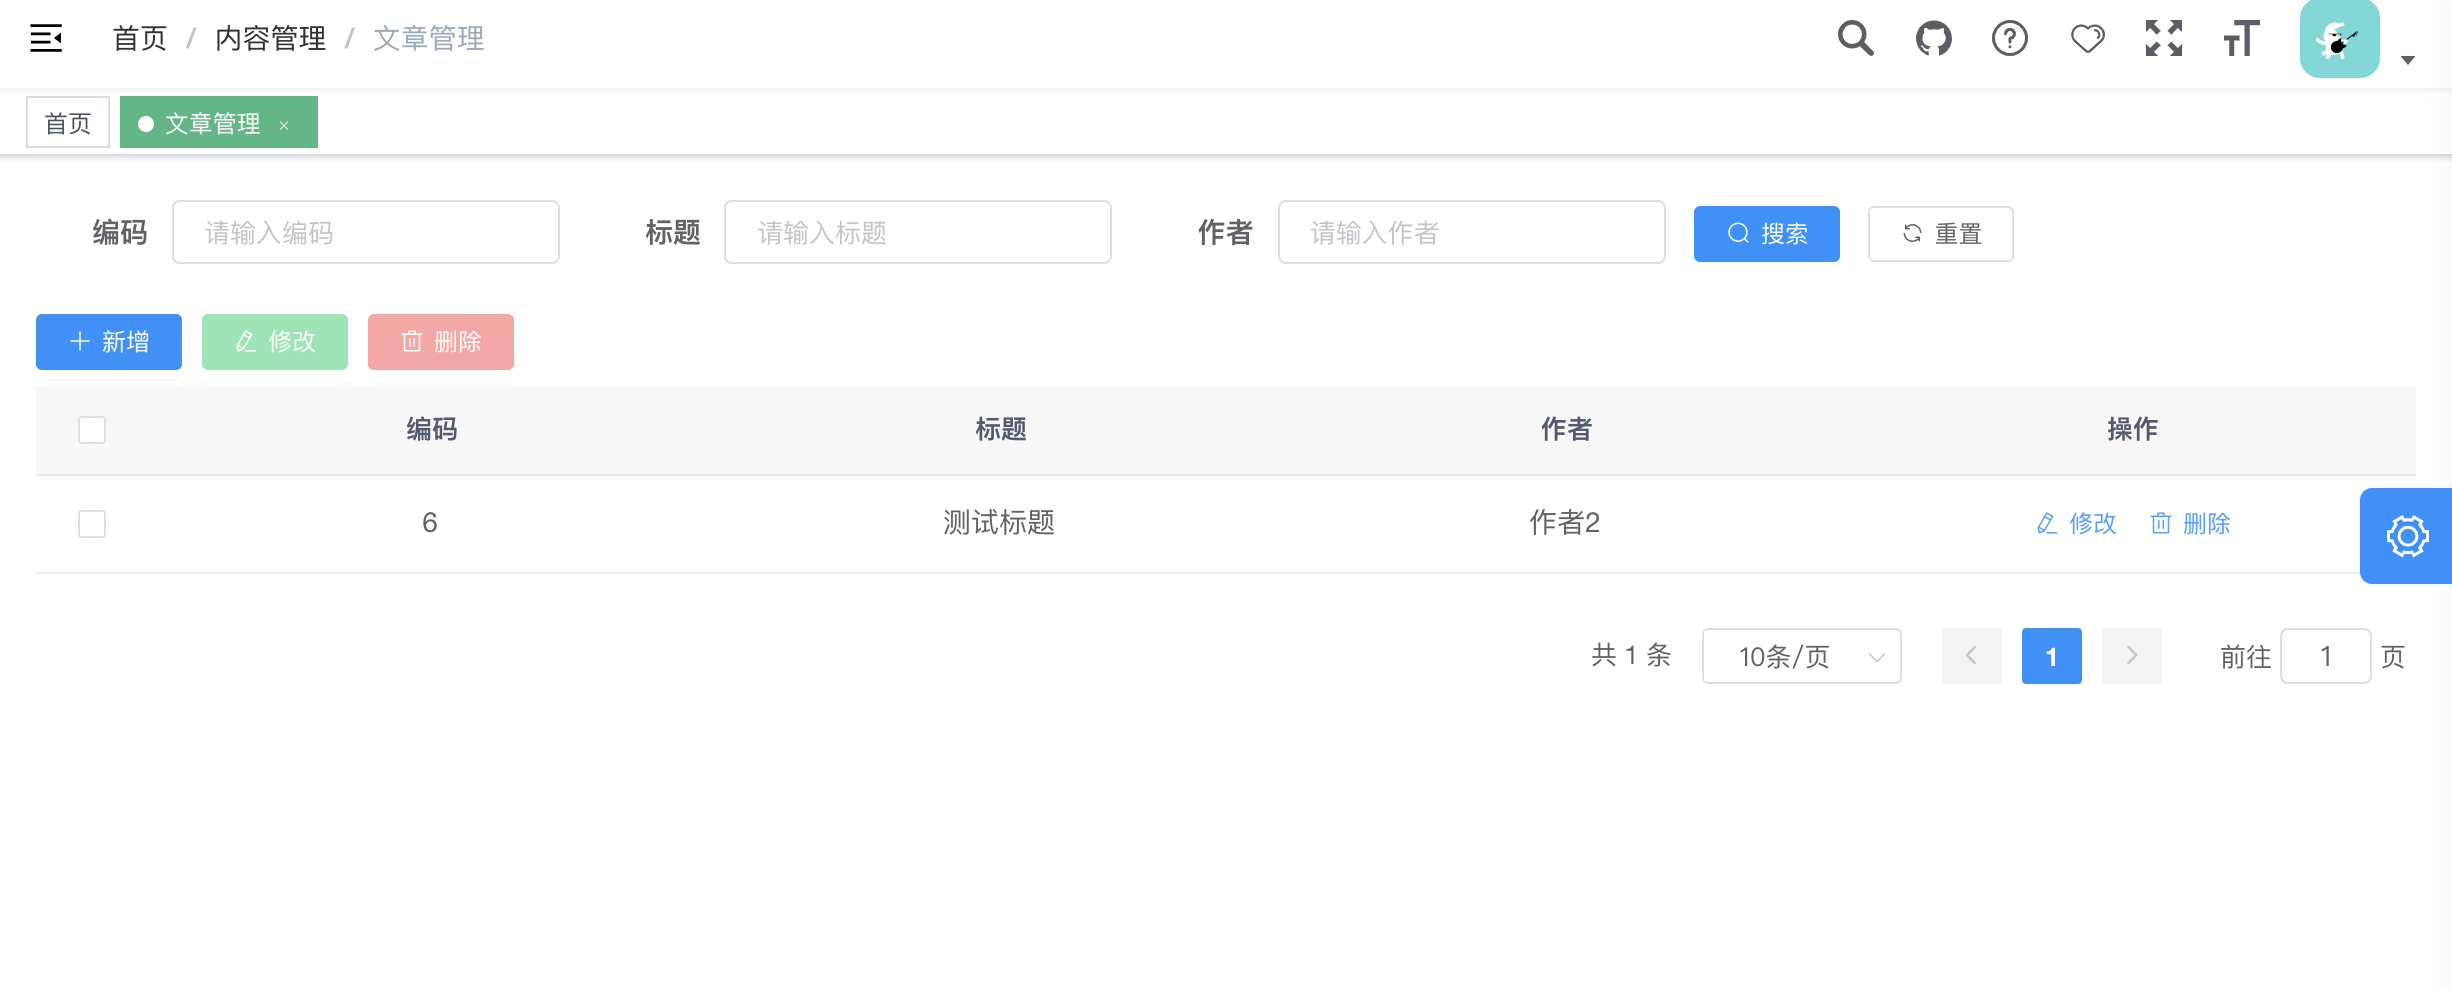 首页 / 内容管理 / 文章管理
首页 文章管理 ×
编码 请输入编码 标题 请输入标题 作者 请输入作者 搜索 重置
新增 修改 删除
编码 标题 作者 操作
6 测试标题 作者2 修改 删除
共 1 条 10条/页 1 前往 1 页